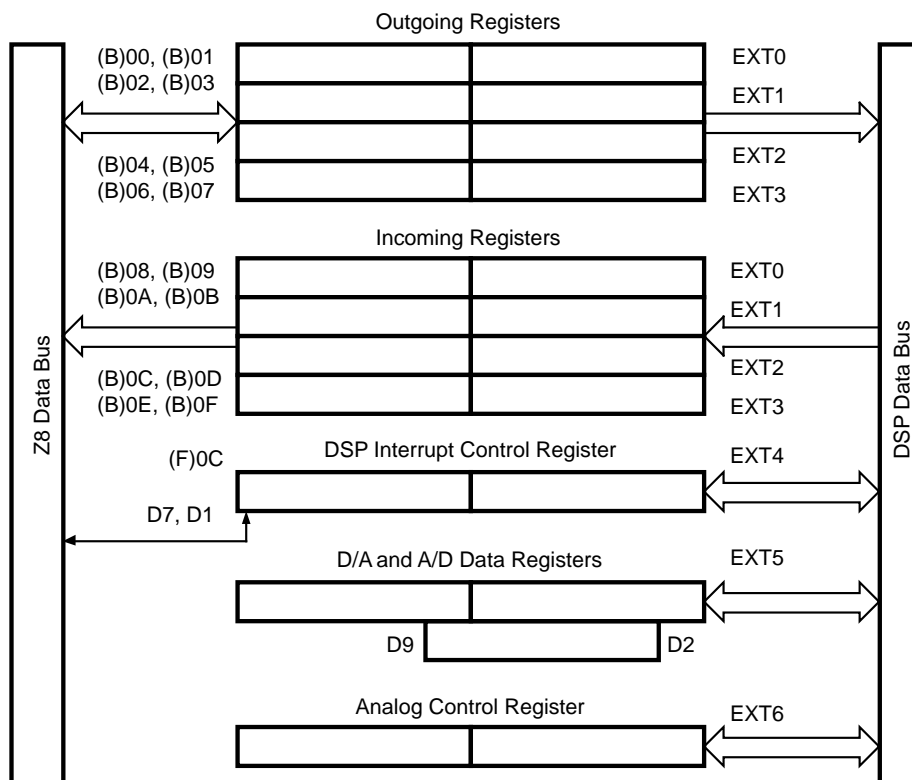 Outgoing Registers
(B)00, (B)01
EXT0
(B)02, (B)03
EXT1
(B)04, (B)05
EXT2
(B)06, (B)07
EXT3
Incoming Registers
(B)08, (B)09
EXT0
(B)0A, (B)0B
EXT1
Z8 Data Bus
DSP Data Bus
(B)0C, (B)0D
EXT2
(B)0E, (B)0F
EXT3
(F)0C
DSP Interrupt Control Register
EXT4
D7, D1
D/A and A/D Data Registers
EXT5
D9
D2
Analog Control Register
EXT6